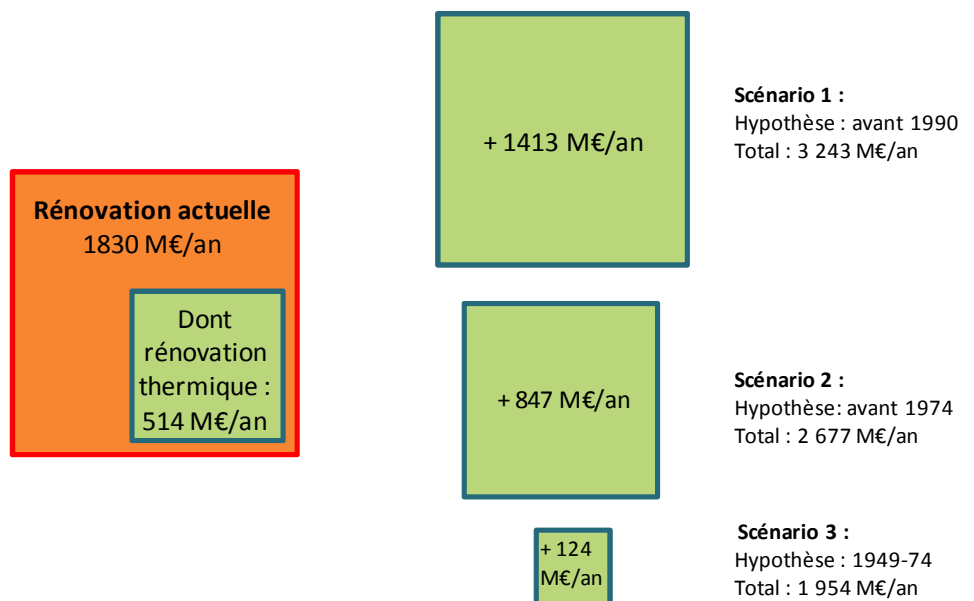 Rénovation actuelle
1830 M€/an
Dont
rénovation
thermique :
514 M€/an
+ 1413 M€/an
Scénario 1 :
Hypothèse : avant 1990
Total : 3 243 M€/an
+ 847 M€/an
Scénario 2 :
Hypothèse: avant 1974
Total : 2 677 M€/an
+ 124
M€/an
Scénario 3 :
Hypothèse : 1949-74
Total : 1 954 M€/an